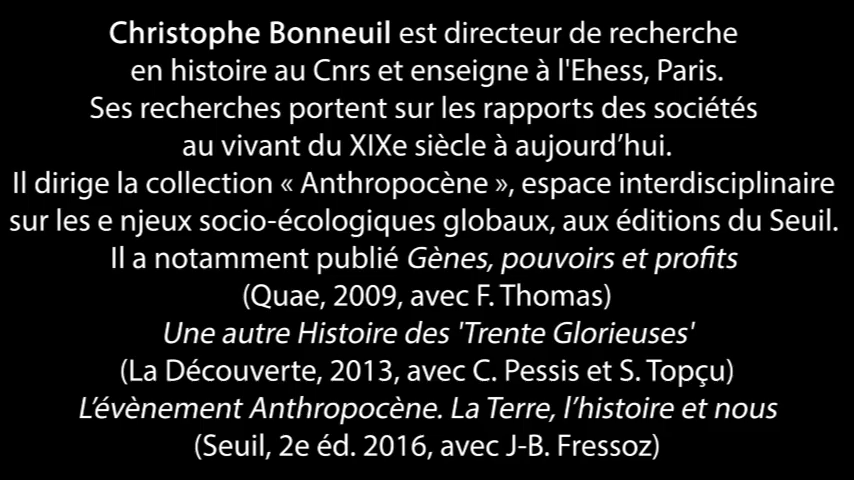 Christophe Bonneuil est directeur de recherche
en histoire au Cnrs et enseigne à l'Ehess, Paris.
Ses recherches portent sur les rapports des sociétés
au vivant du XIXe siècle à aujourd’hui.
Il dirige la collection « Anthropocène », espace interdisciplinaire
sur les e njeux socio-écologiques globaux, aux éditions du Seuil.
Il a notamment publié Gènes, pouvoirs et profits
(Quae, 2009, avec F. Thomas)
Une autre Histoire des 'Trente Glorieuses'
(La Découverte, 2013, avec C. Pessis et S. Topçu)
L’évènement Anthropocène. La Terre, l’histoire et nous
(Seuil, 2e éd. 2016, avec J-B. Fressoz)